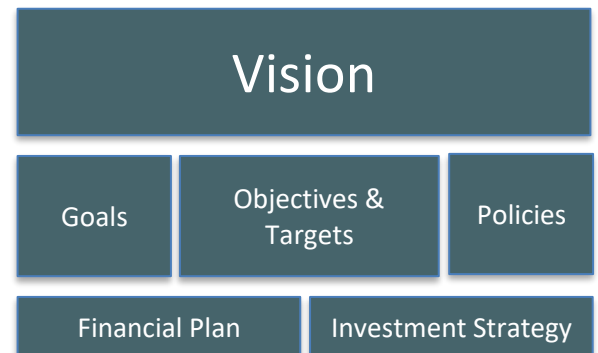 Vision
Goals
Objectives &
Targets
Policies
Financial Plan
Investment Strategy